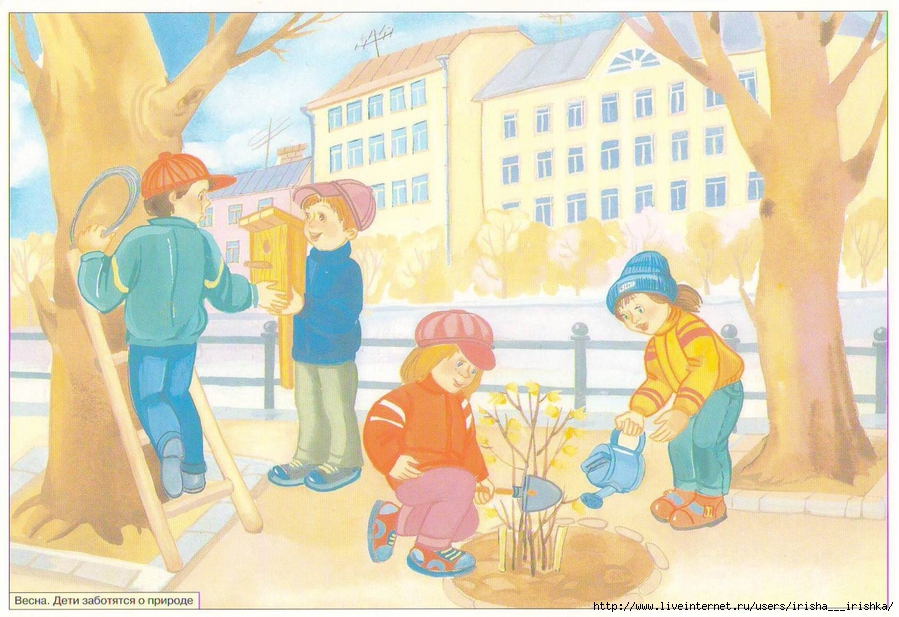 Весна. Дети заботятся о природе
http://www.liveinternet.ru/users/irisha___irishka/